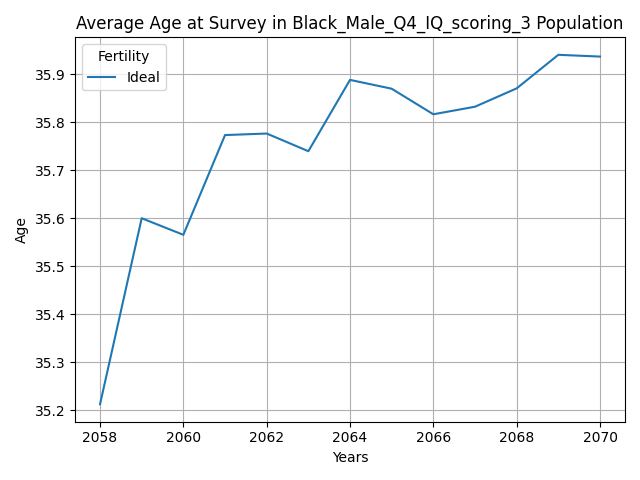 Average Age at Survey in Black_Male_Q4_IQ_scoring_3 Population
Fertility
Ideal
35.9
35.8
35.7
35.6
35.5
35.4
35.3
35.2
Age
2058 2060 2062 2064 2066 2068 2070
Years